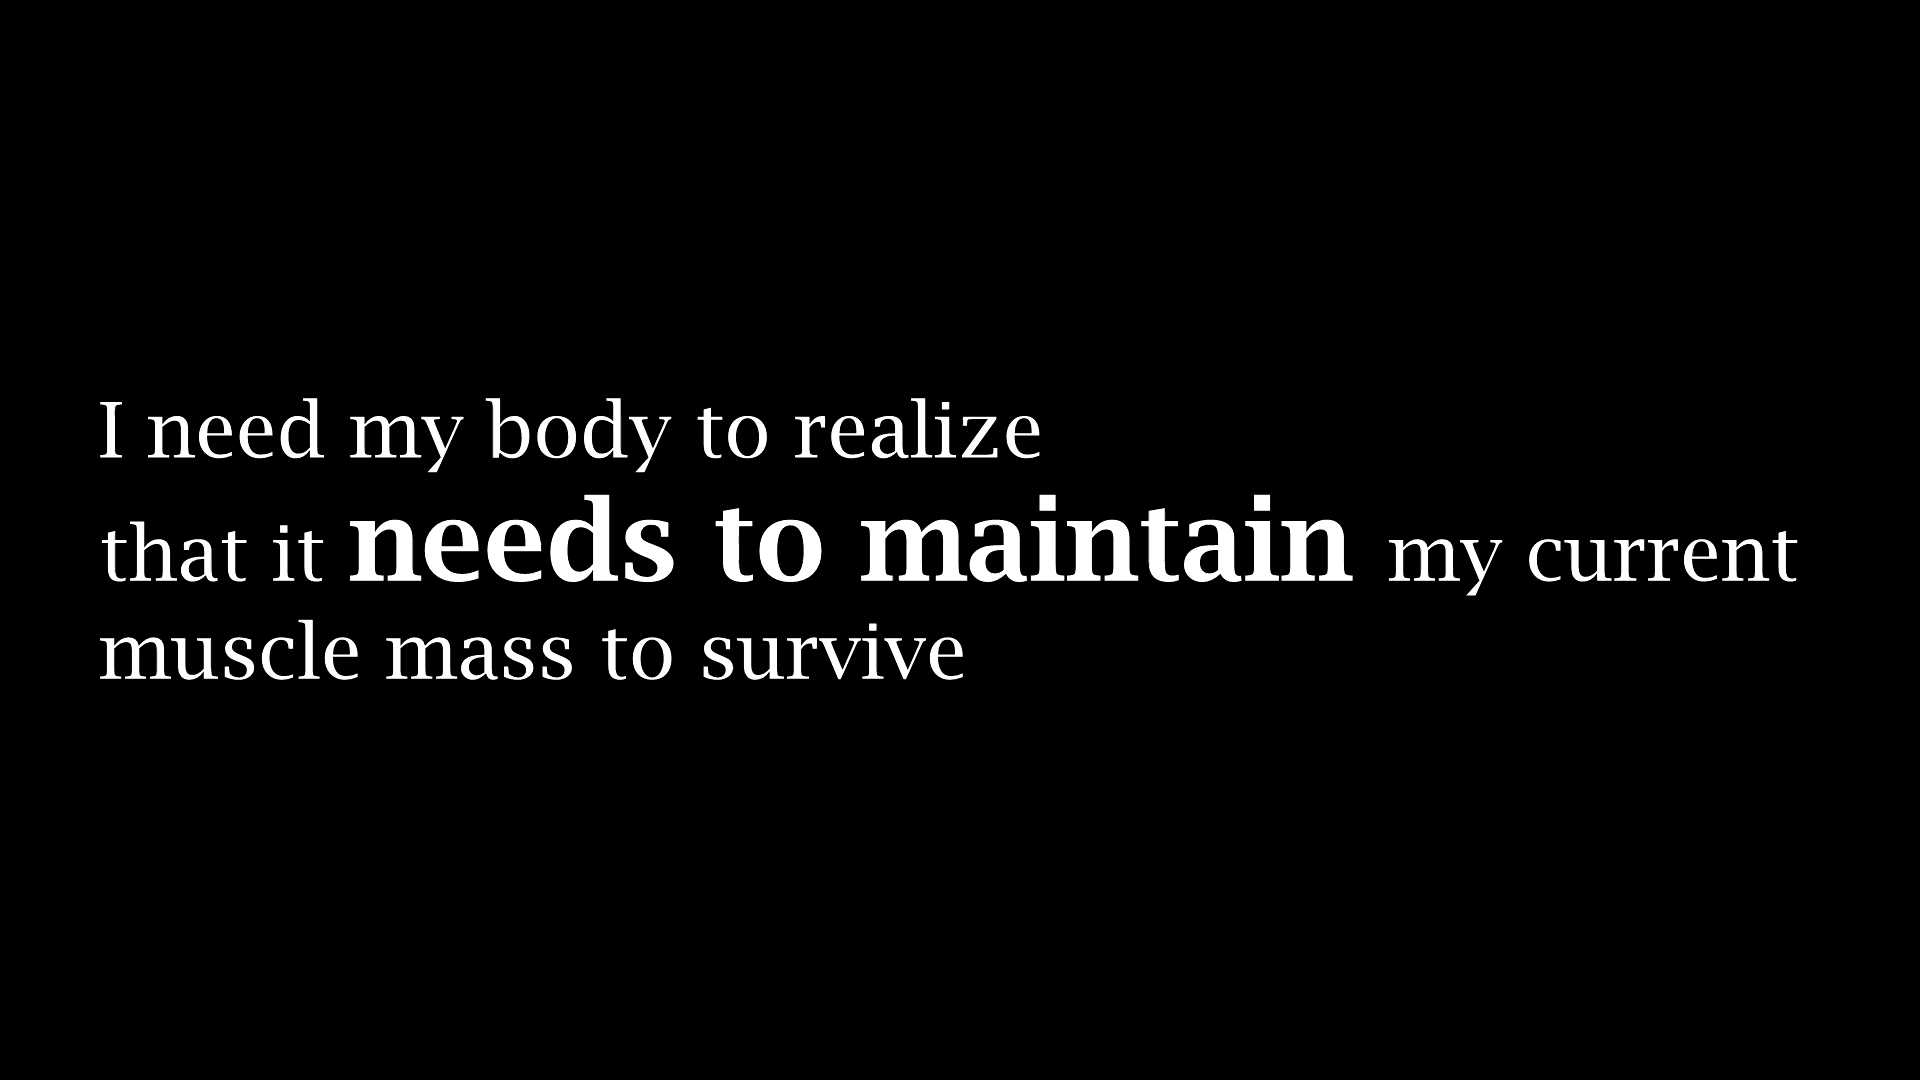 I need my body to realize
that it needs to maintain my current
muscle mass to survive